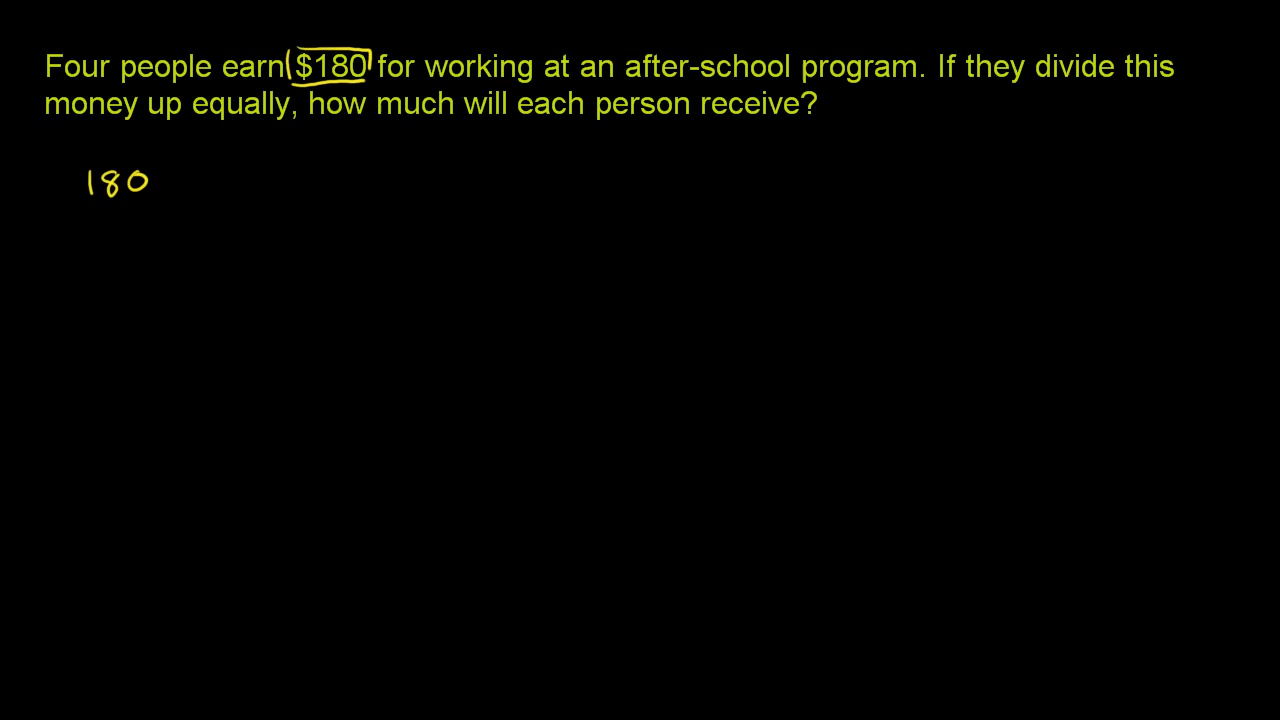 Four people earn $180 for working at an after-school program. If they divide this
money up equally, how much will each person receive?
180